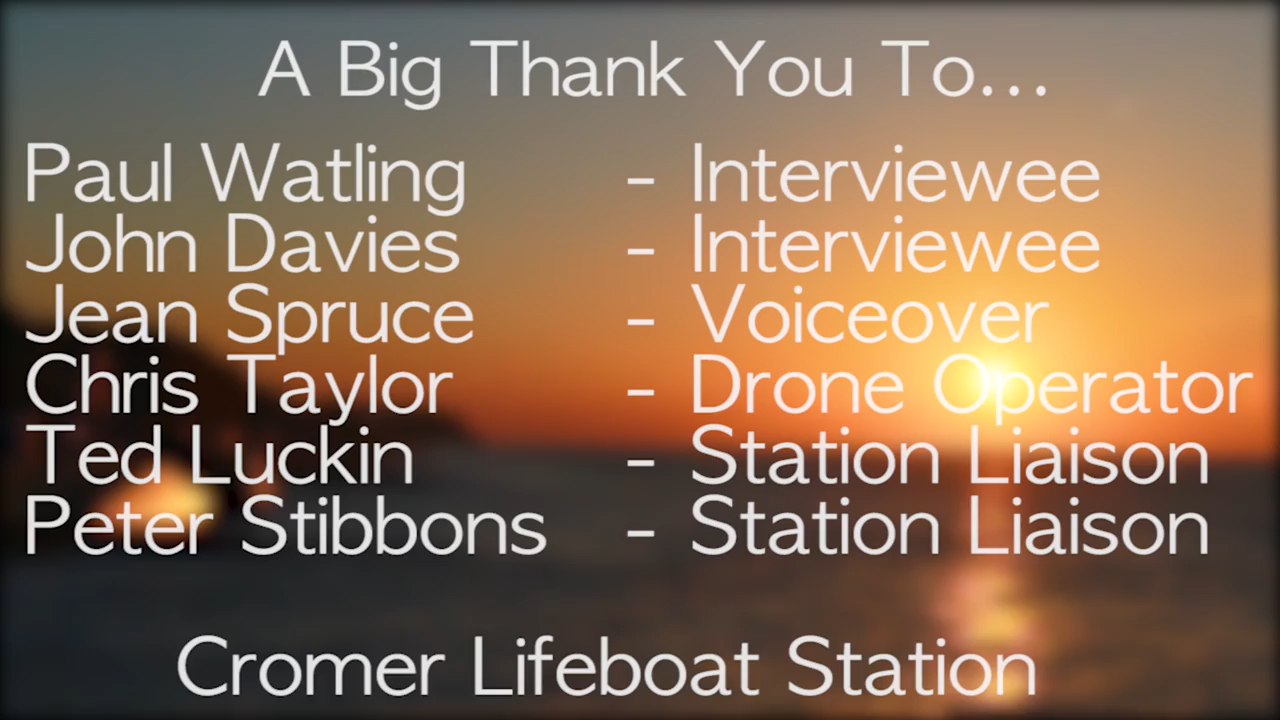 A Big Thank You To...
Paul Watling - Interviewee
John Davies - Interviewee
Jean Spruce - Voiceover
Chris Taylor - Drone Operator
Ted Luckin - Station Liaison
Peter Stibbons - Station Liaison
Cromer Lifeboat Station